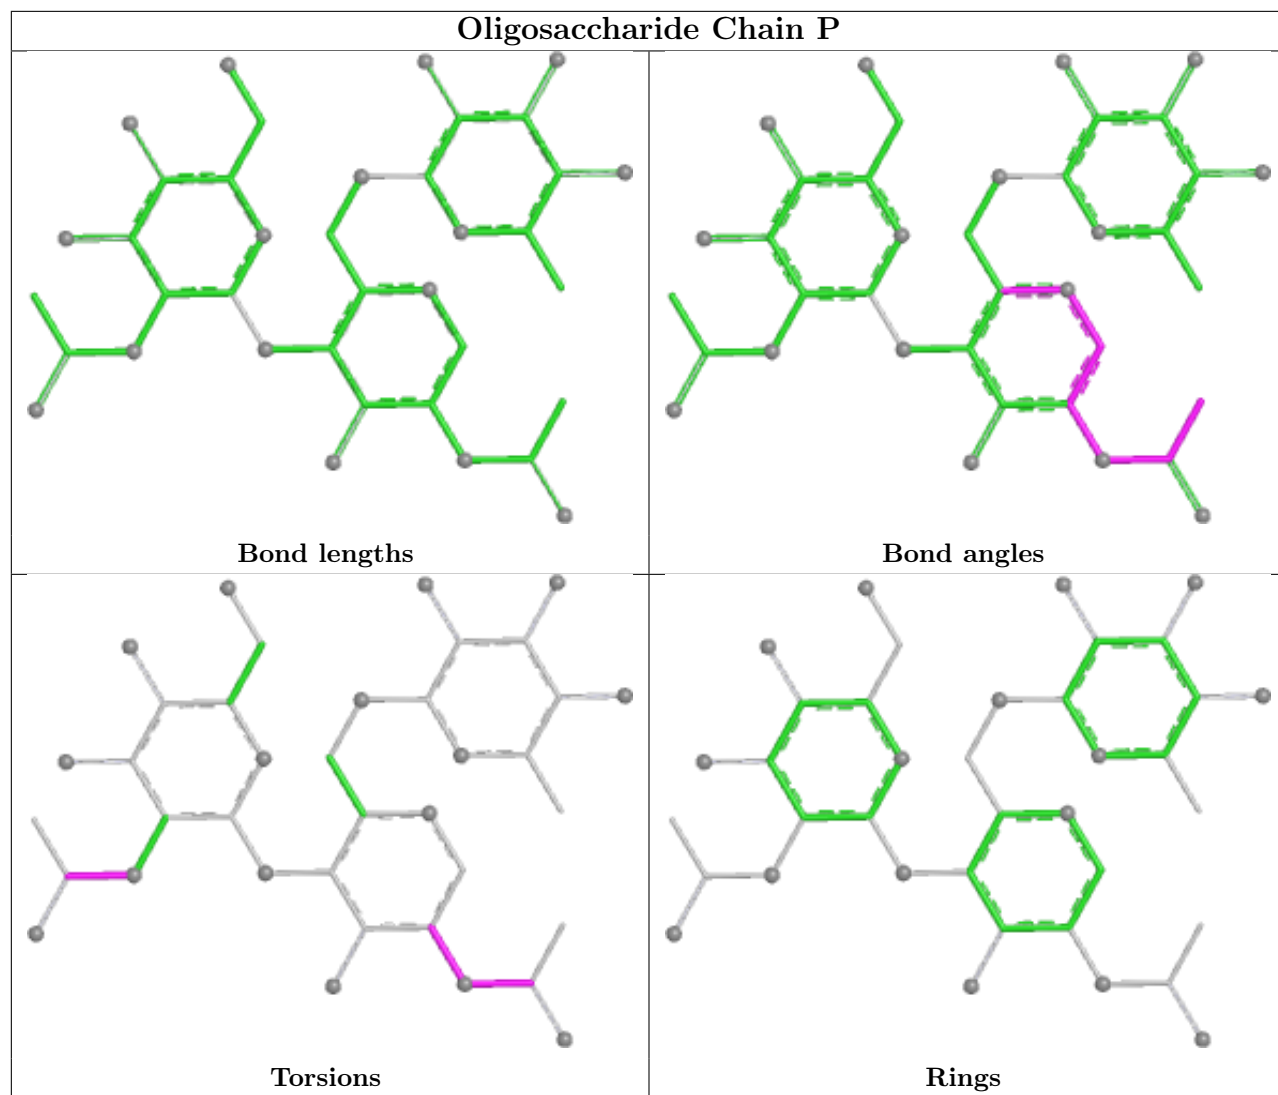 Oligosaccharide Chain P
Bond lengths
Bond angles
Torsions
Rings